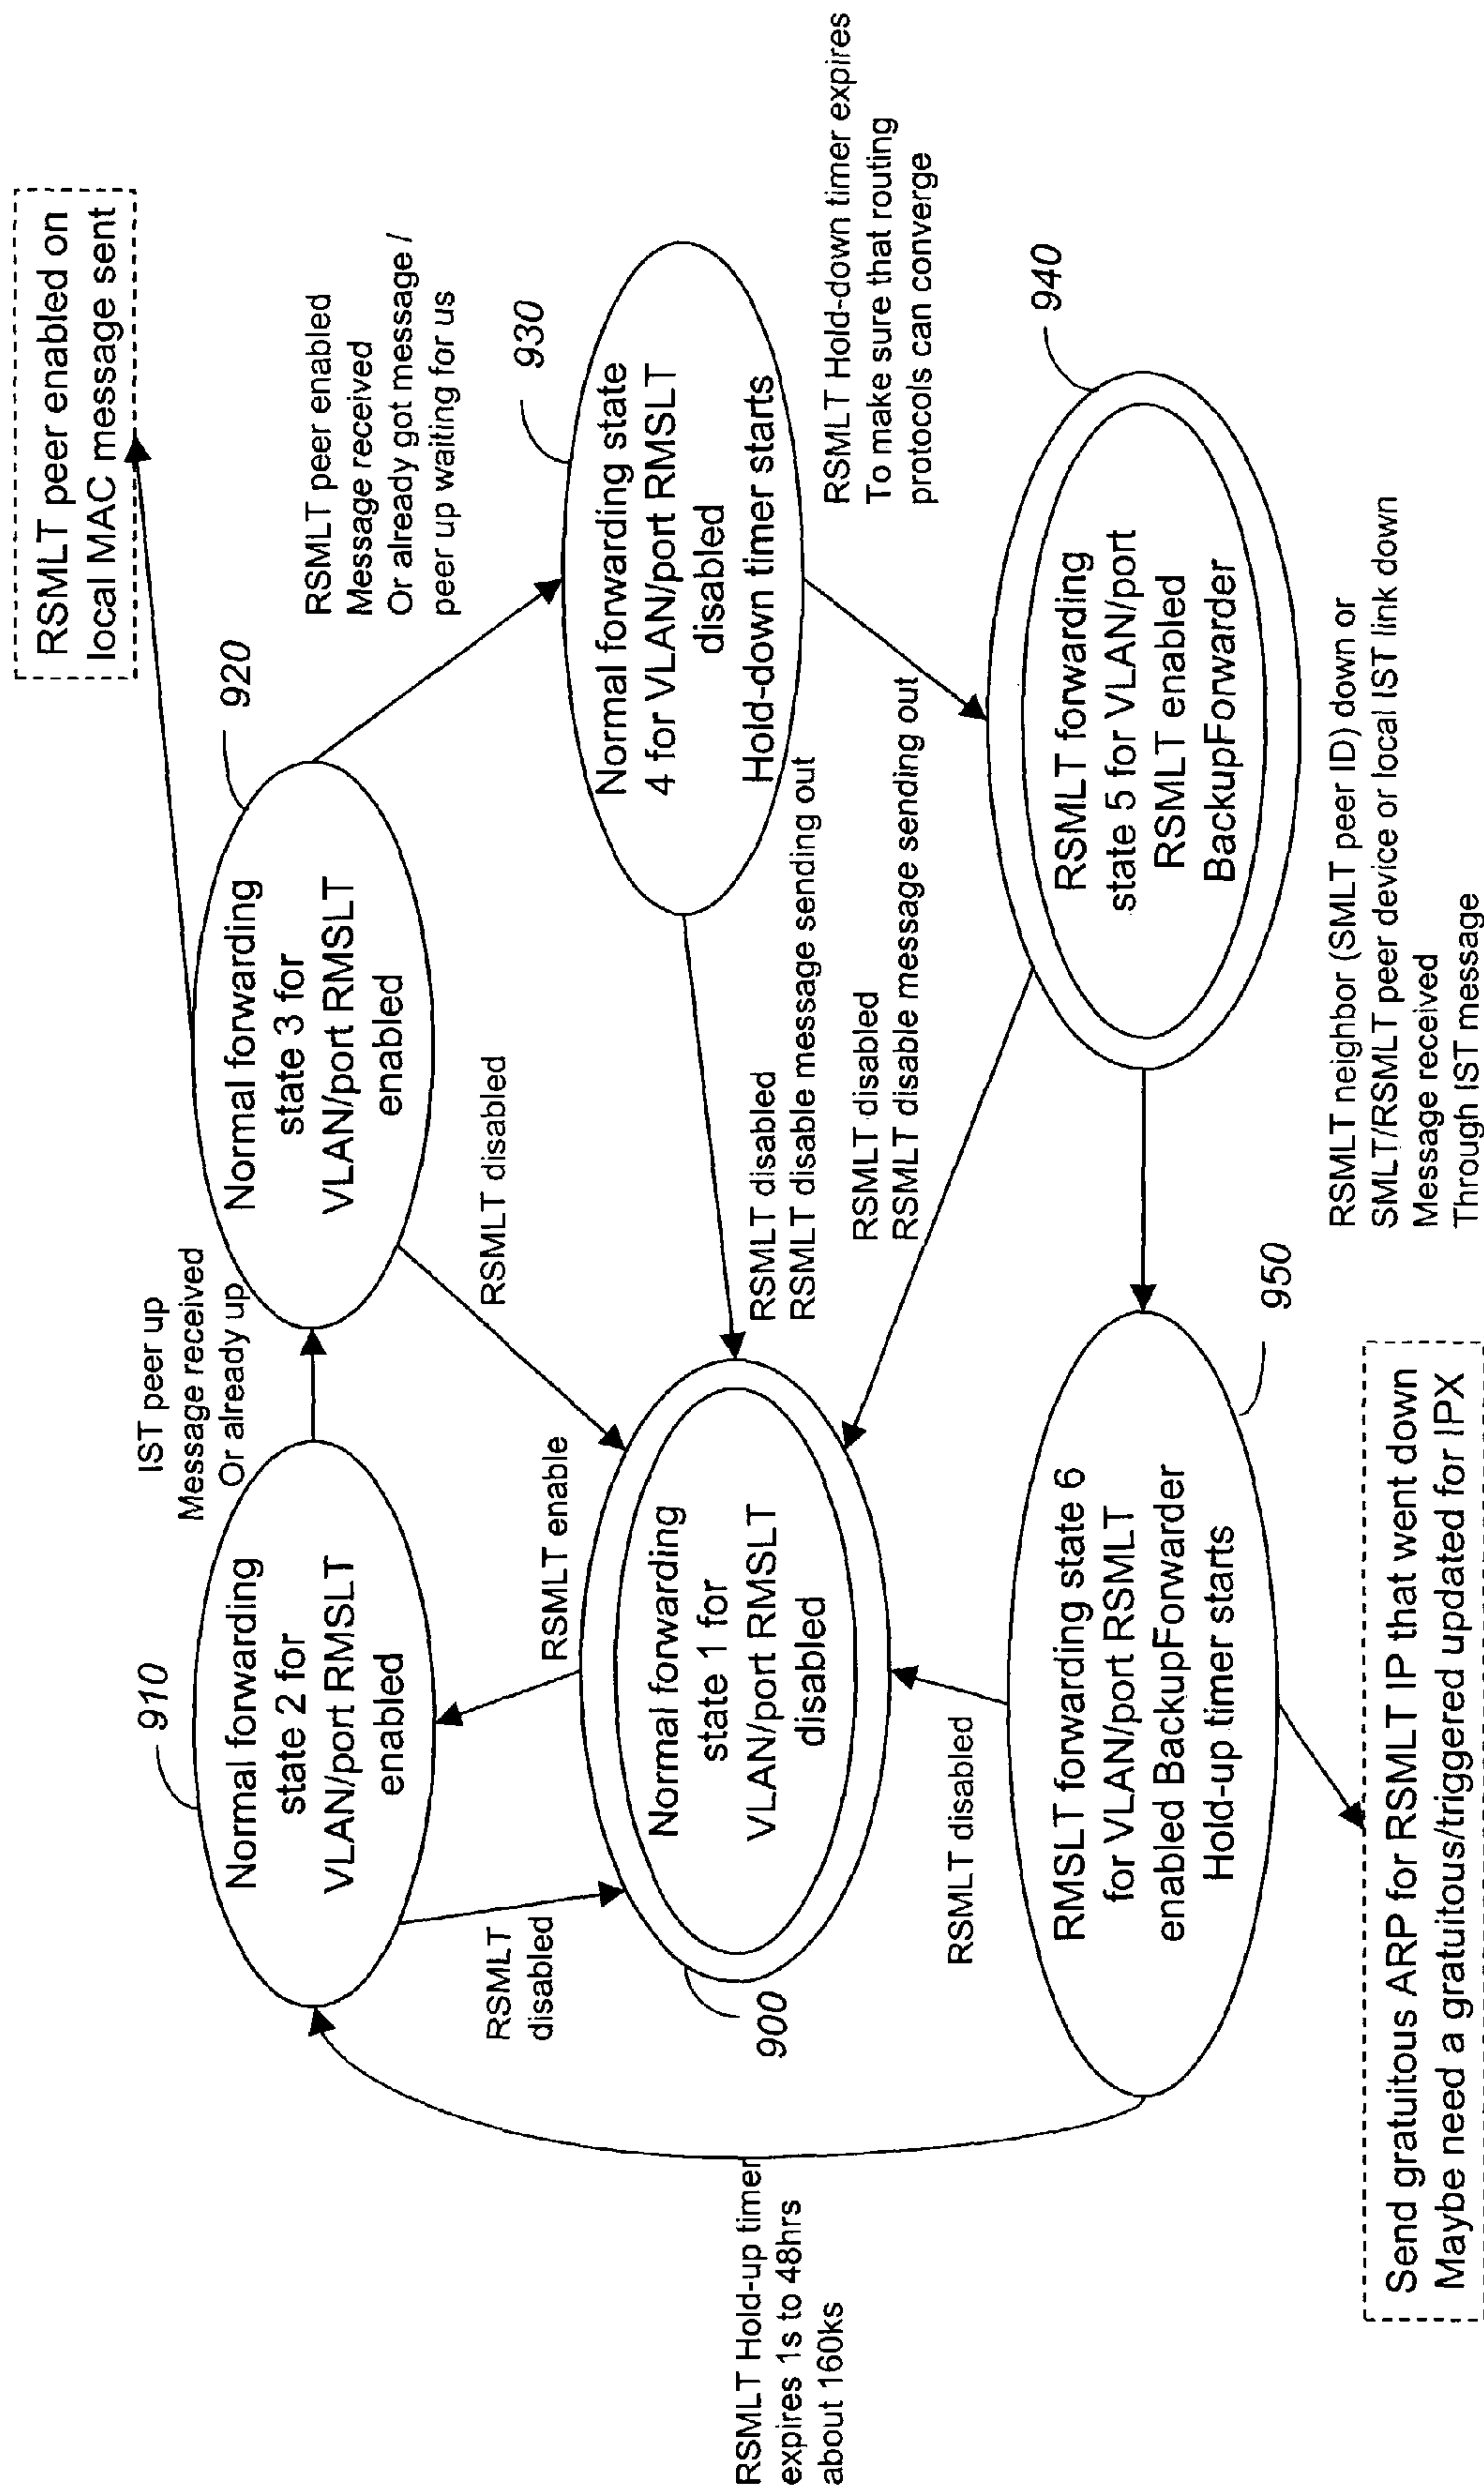 RSMLT peer enabled on
local MAC message sent
910
Normal forwarding
state 2 for
VLAN/port RMSLT
enabled
IST peer up
Message received
Or already up
920
Normal forwarding
state 3 for
VLAN/port RMSLT
enabled
RSMLT peer enabled
Message received
Or already got message /
peer up waiting for us
RSMLT
disabled
RSMLT enable
RSMLT disabled
930
Normal forwarding state
4 for VLAN/port RMSLT
disabled
Hold-down timer starts
900
Normal forwarding
state 1 for
VLAN/port RMSLT
disabled
RSMLT disabled
RSMLT disable message sending out
RSMLT Hold-down timer expires
To make sure that routing
protocols can converge
RSMLT Hold-up timer
expires 1s to 48hrs
about 160ks
RSMLT disabled
RSMLT disabled
RSMLT disable message sending out
940
RSMLT forwarding
state 5 for VLAN/port
RSMLT enabled
BackupForwarder
RMSLT forwarding state 6
for VLAN/port RSMLT
enabled BackupForwarder
Hold-up timer starts
950
RSMLT neighbor (SMLT peer ID) down or
SMLT/RSMLT peer device or local IST link down
Message received
Through IST message
Send gratuitous ARP for RSMLT IP that went down
Maybe need a gratuitous/triggered updated for IPX